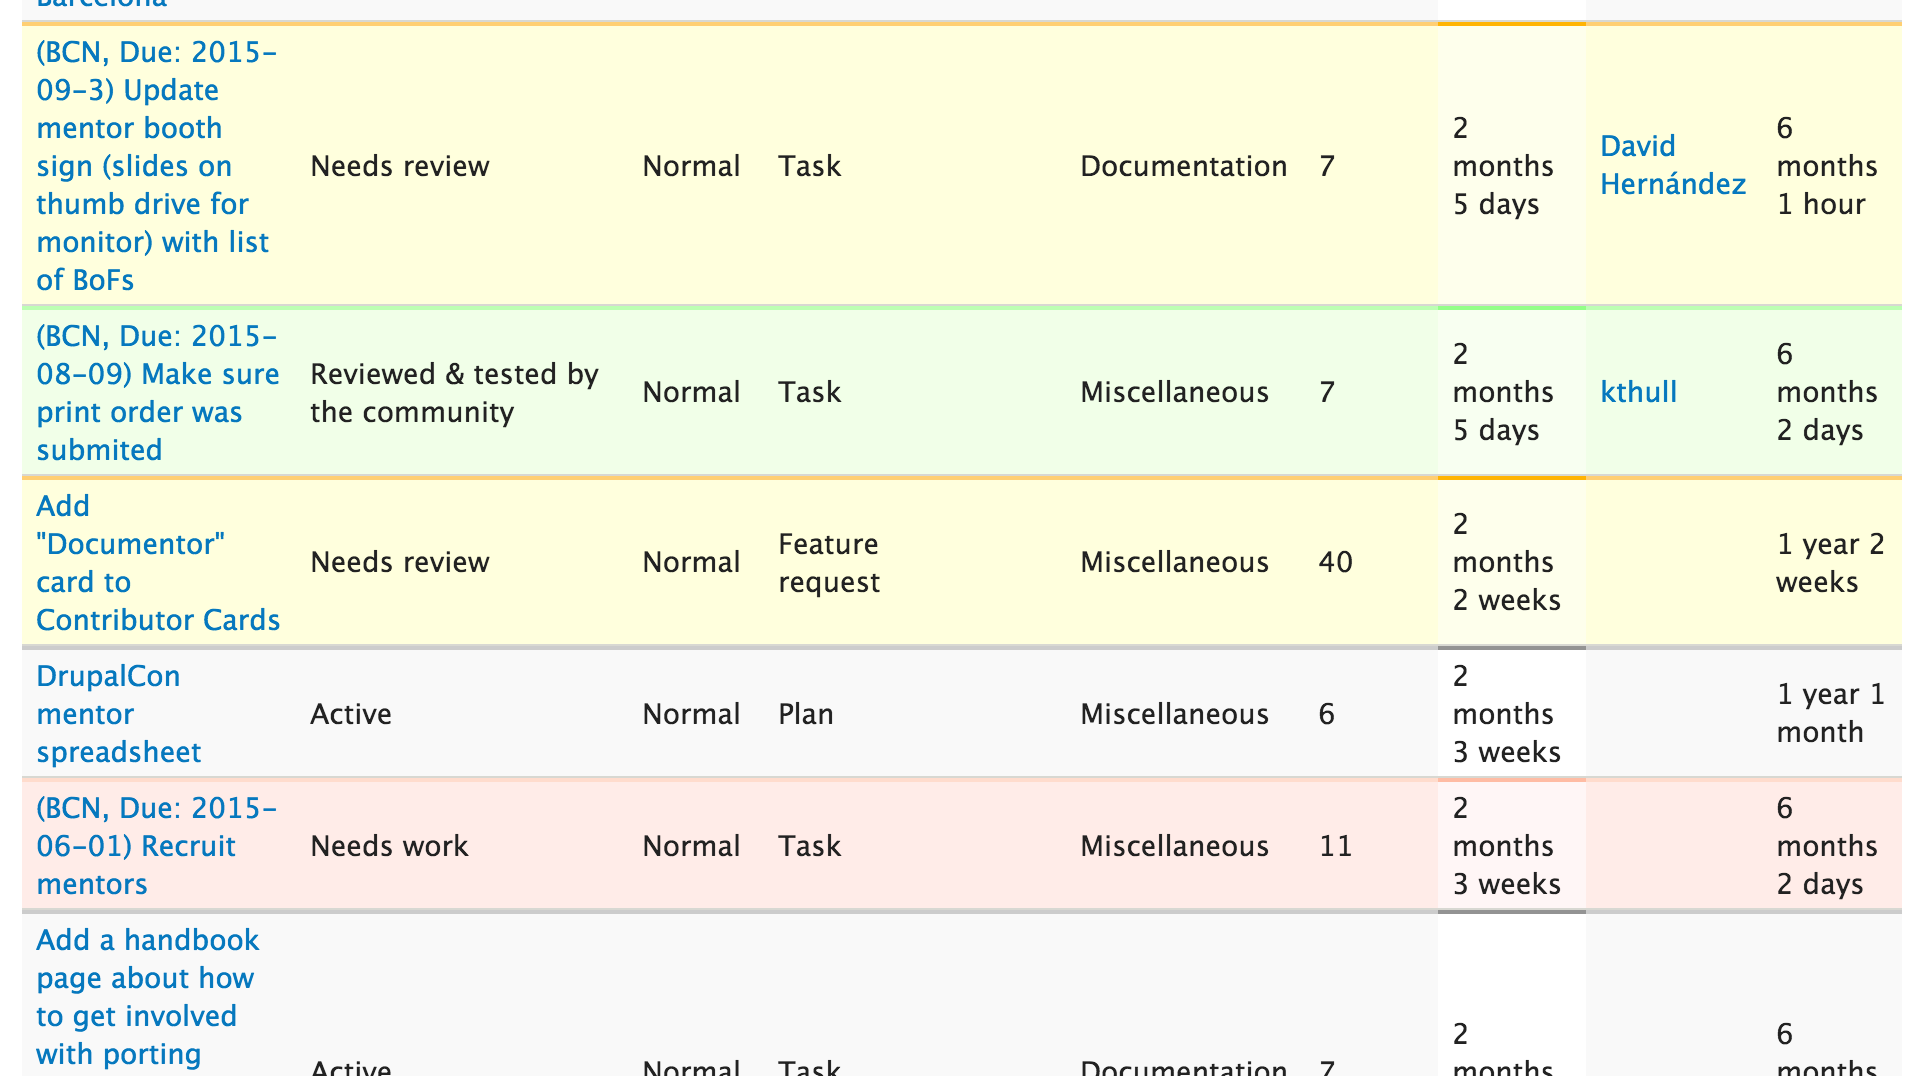 Barcelona
(BCN, Due: 2015-
09-3) Update
mentor booth
sign (slides on
thumb drive for
monitor) with list
of BoFs
Needs review
Normal
Task
Documentation
7
2
months
5 days
David
Hernández
6
months
1 hour
(BCN, Due: 2015-
08-09) Make sure
print order was
submited
Reviewed & tested by
the community
Normal
Task
Miscellaneous
7
2
months
5 days
kthull
6
months
2 days
Add
"Documentor"
card to
Contributor Cards
Needs review
Normal
Feature
request
Miscellaneous
40
2
months
2 weeks
1 year 2
weeks
DrupalCon
mentor
spreadsheet
Active
Normal
Plan
Miscellaneous
6
2
months
3 weeks
1 year 1
month
(BCN, Due: 2015-
06-01) Recruit
mentors
Needs work
Normal
Task
Miscellaneous
11
2
months
3 weeks
6
months
2 days
Add a handbook
page about how
to get involved
with porting
Active
Normal
Task
Documentation
7
2
months
6
months